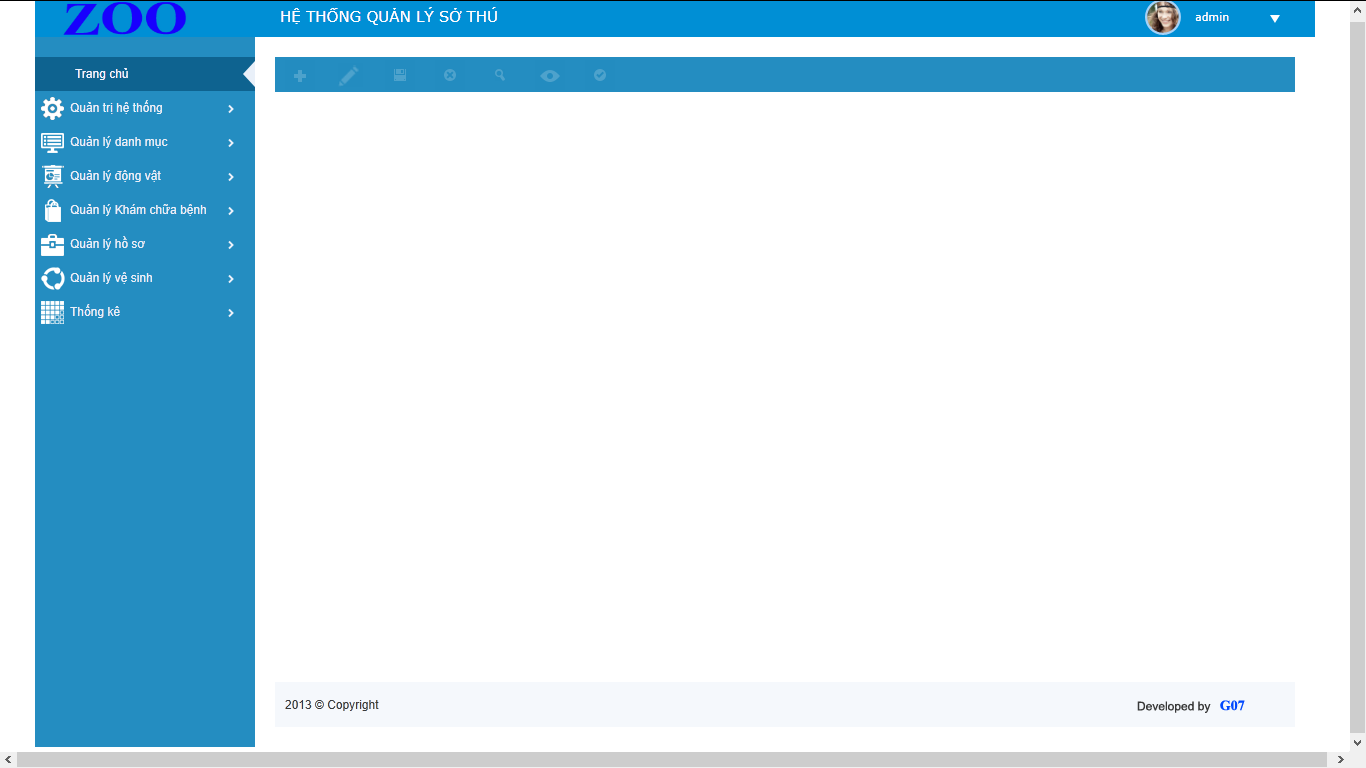 ZOO
HỆ THỐNG QUẢN LÝ SỞ THÚ
admin
Trang chủ
Quản trị hệ thống
Quản lý danh mục
Quản lý động vật
Quản lý Khám chữa bệnh
Quản lý hồ sơ
Quản lý vệ sinh
Thống kê
2013 © Copyright
Developed by G07